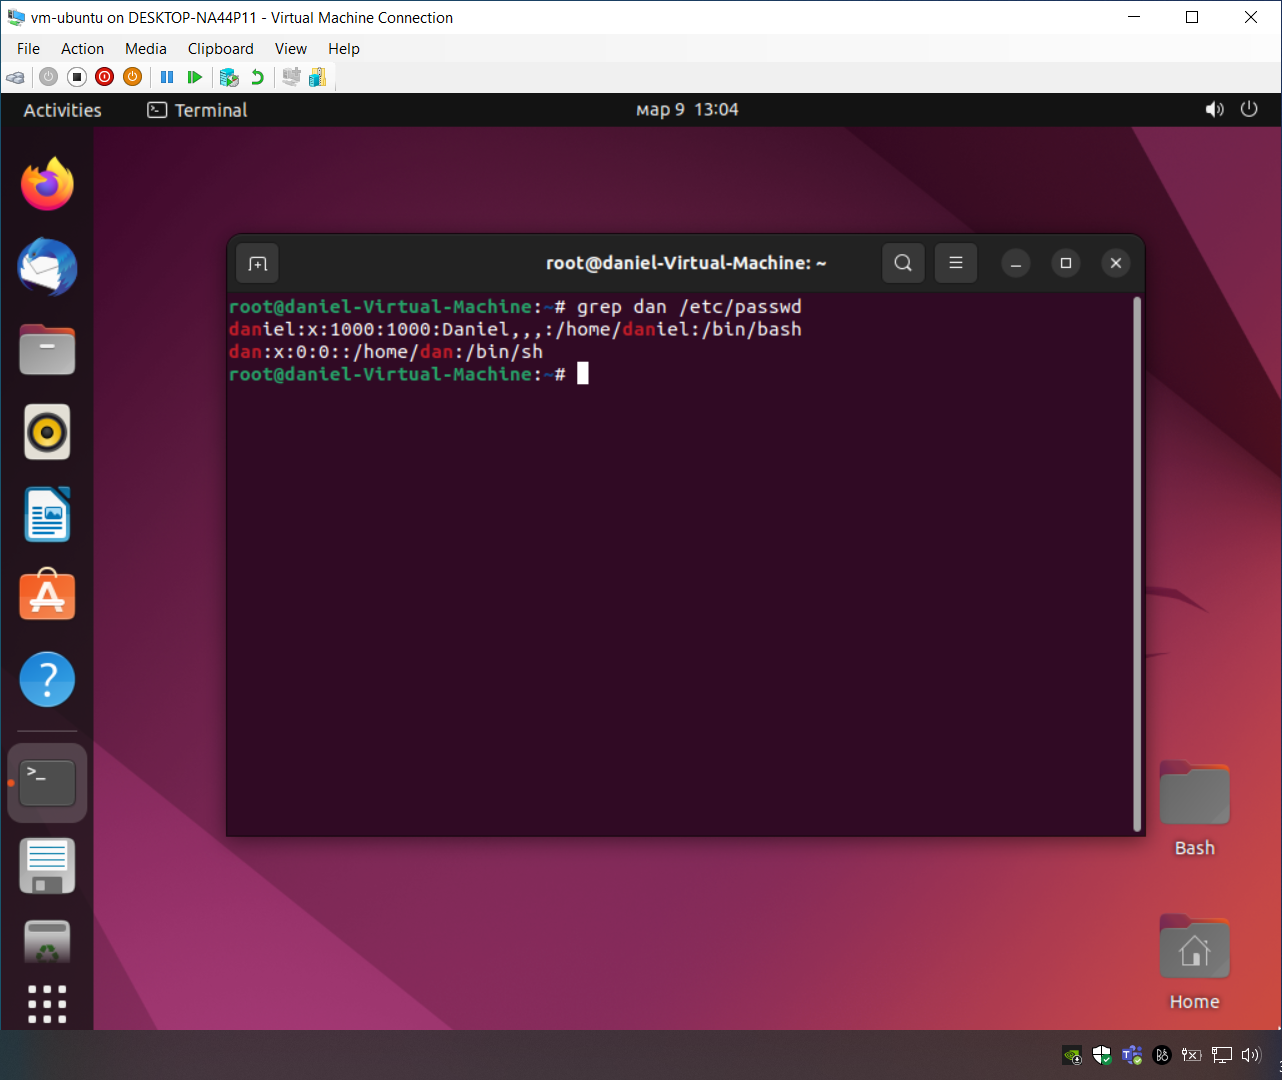 vm-ubuntu on DESKTOP-NA44P11 - Virtual Machine Connection
File Action Media Clipboard View Help
Activities Terminal мар 9 13:04
root@daniel-Virtual-Machine: ~
root@daniel-Virtual-Machine:~# grep dan /etc/passwd
daniel:x:1000:1000:Daniel,,,:/home/daniel:/bin/bash
dan:x:0:0::/home/dan:/bin/sh
root@daniel-Virtual-Machine:~#
Bash
Home